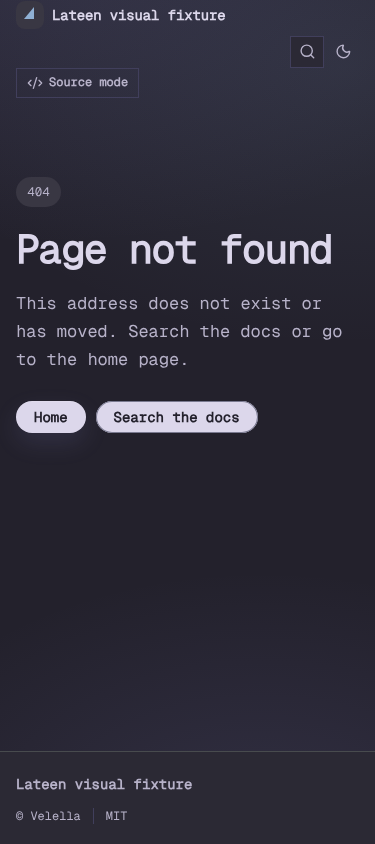 Lateen visual fixture
</> Source mode
404
Page not found
This address does not exist or
has moved. Search the docs or go
to the home page.
Home
Search the docs
Lateen visual fixture
© Velella
MIT